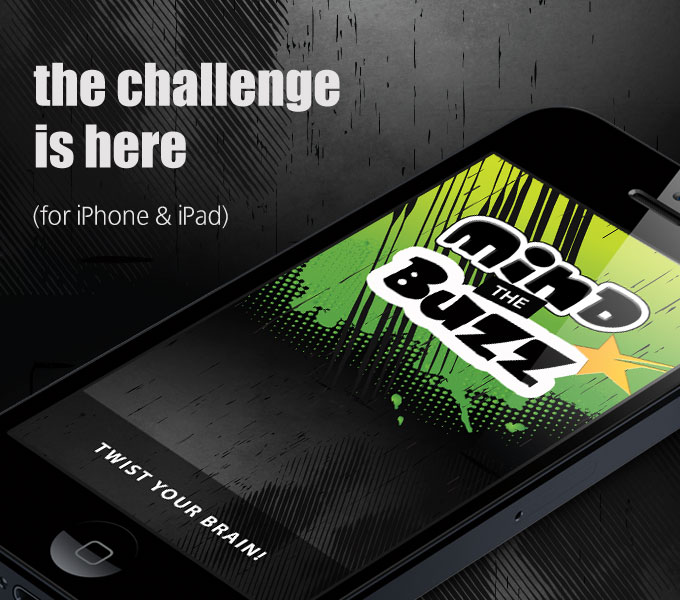 the challenge
is here
(for iPhone & iPad)
MiND
THE
BUZZ
TWIST YOUR BRAIN!